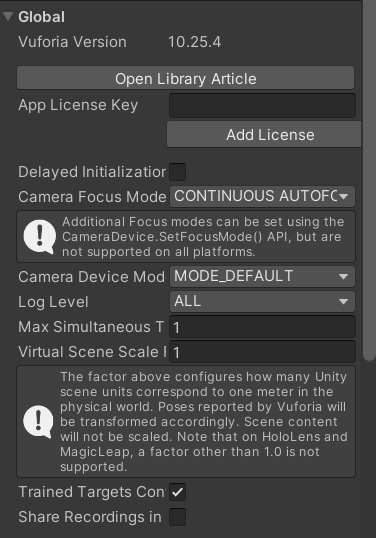 Global
Vuforia Version 10.25.4
Open Library Article
App License Key
Add License
Delayed Initialization
Camera Focus Mode CONTINUOUS AUTOFC
Additional Focus modes can be set using the
CameraDevice.SetFocusMode() API, but are
not supported on all platforms.
Camera Device Mod MODE_DEFAULT
Log Level ALL
Max Simultaneous T 1
Virtual Scene Scale F 1
The factor above configures how many Unity
scene units correspond to one meter in the
physical world. Poses reported by Vuforia will
be transformed accordingly. Scene content
will not be scaled. Note that on HoloLens and
MagicLeap, a factor other than 1.0 is not
supported.
Trained Targets Con
Share Recordings in